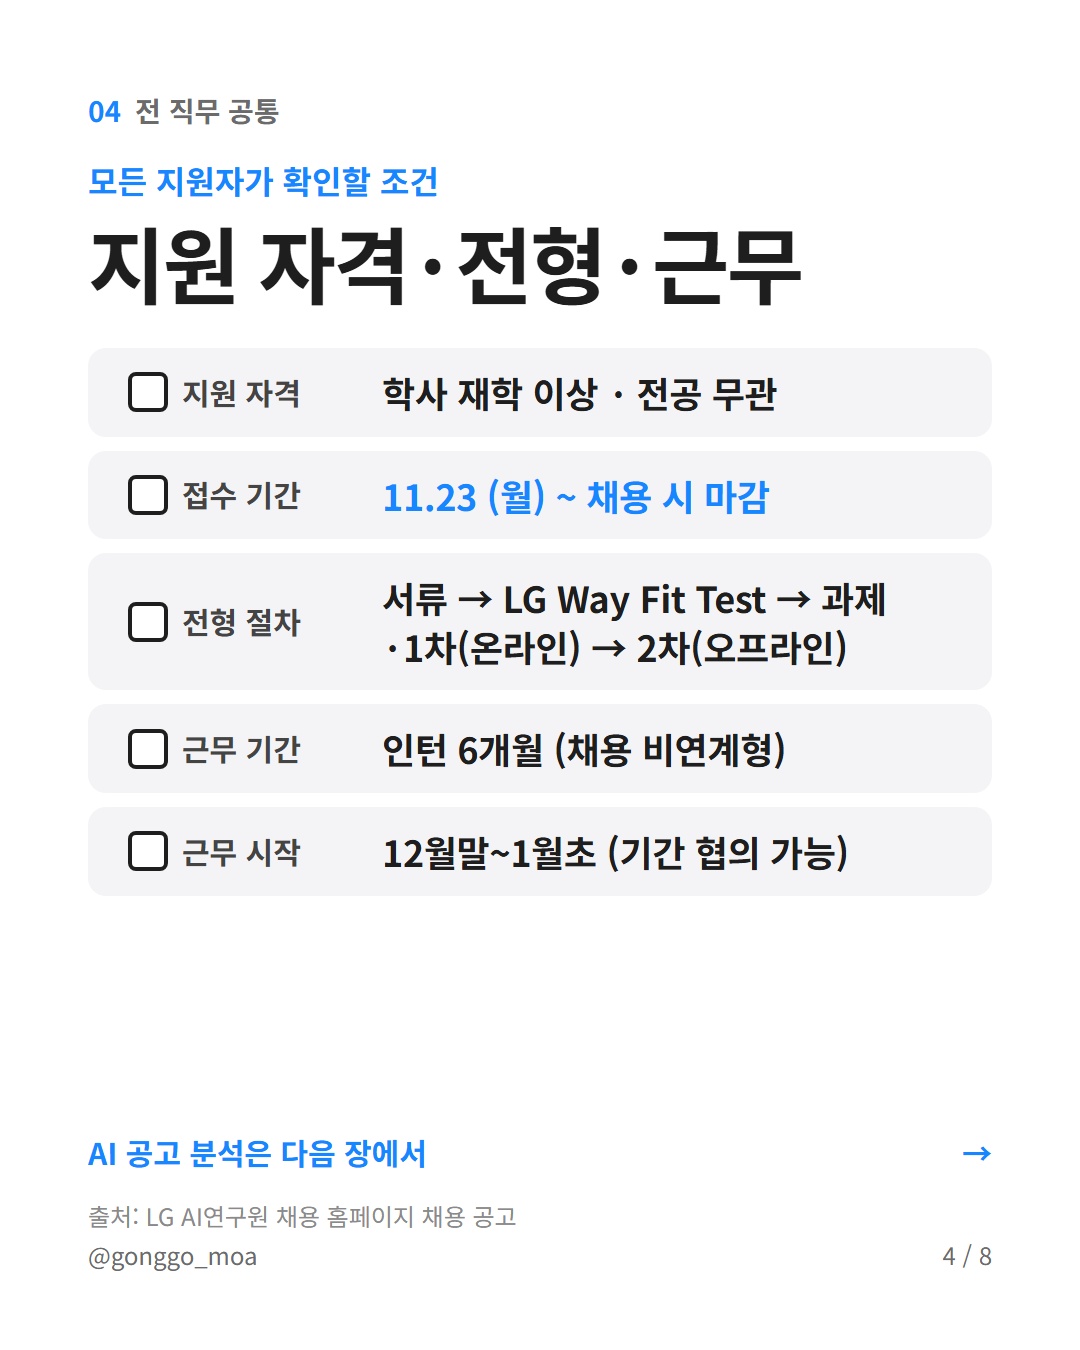 04 전 직무 공통
모든 지원자가 확인할 조건
지원 자격·전형·근무
지원 자격 학사 재학 이상 · 전공 무관
접수 기간 11.23 (월) ~ 채용 시 마감
전형 절차 서류 → LG Way Fit Test → 과제
·1차(온라인) → 2차(오프라인)
근무 기간 인턴 6개월 (채용 비연계형)
근무 시작 12월말~1월초 (기간 협의 가능)
AI 공고 분석은 다음 장에서 →
출처: LG AI연구원 채용 홈페이지 채용 공고
@gonggo_moa 4 / 8